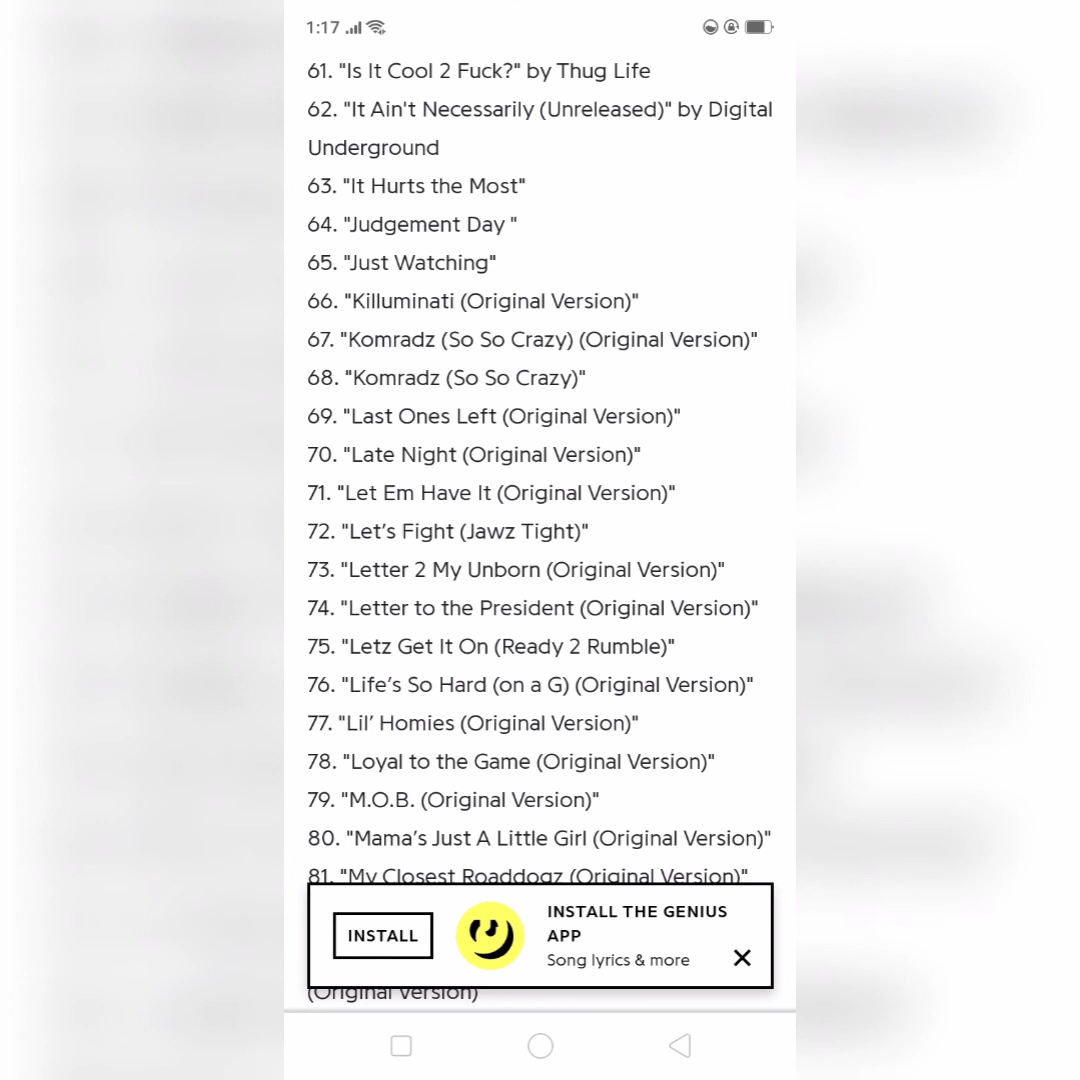 1:17
61. "Is It Cool 2 Fuck?" by Thug Life
62. "It Ain't Necessarily (Unreleased)" by Digital
Underground
63. "It Hurts the Most"
64. "Judgement Day "
65. "Just Watching"
66. "Killuminati (Original Version)"
67. "Komradz (So So Crazy) (Original Version)"
68. "Komradz (So So Crazy)"
69. "Last Ones Left (Original Version)"
70. "Late Night (Original Version)"
71. "Let Em Have It (Original Version)"
72. "Let’s Fight (Jawz Tight)"
73. "Letter 2 My Unborn (Original Version)"
74. "Letter to the President (Original Version)"
75. "Letz Get It On (Ready 2 Rumble)"
76. "Life’s So Hard (on a G) (Original Version)"
77. "Lil’ Homies (Original Version)"
78. "Loyal to the Game (Original Version)"
79. "M.O.B. (Original Version)"
80. "Mama’s Just A Little Girl (Original Version)"
81. "My Closest Roaddogz (Original Version)"
INSTALL
INSTALL THE GENIUS
APP
Song lyrics & more
(Original Version)